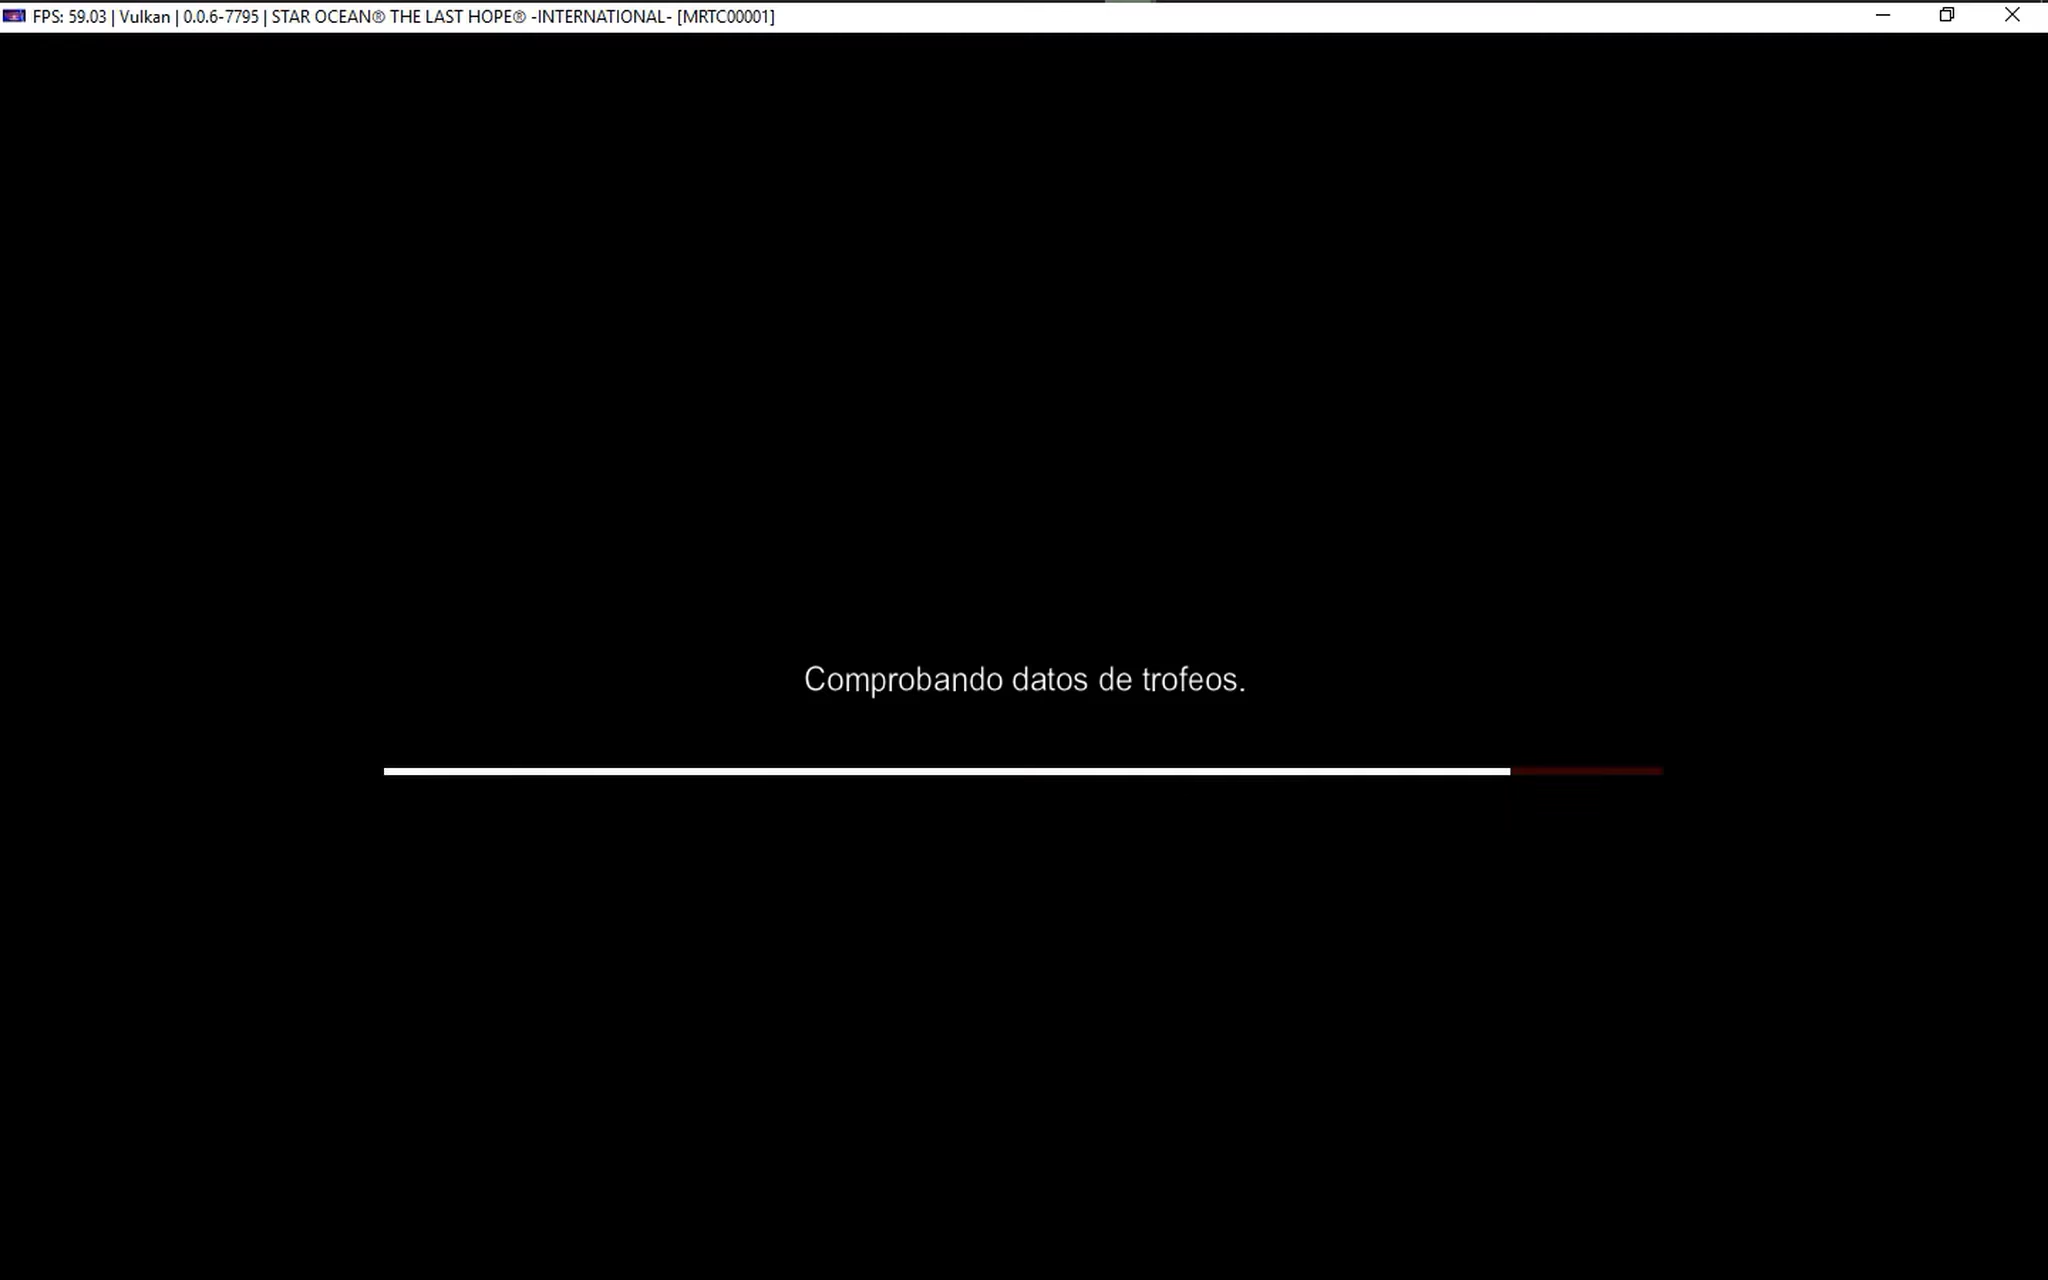 FPS: 59.03 | Vulkan | 0.0.6-7795 | STAR OCEAN® THE LAST HOPE® -INTERNATIONAL- [MRTC00001]
Comprobando datos de trofeos.